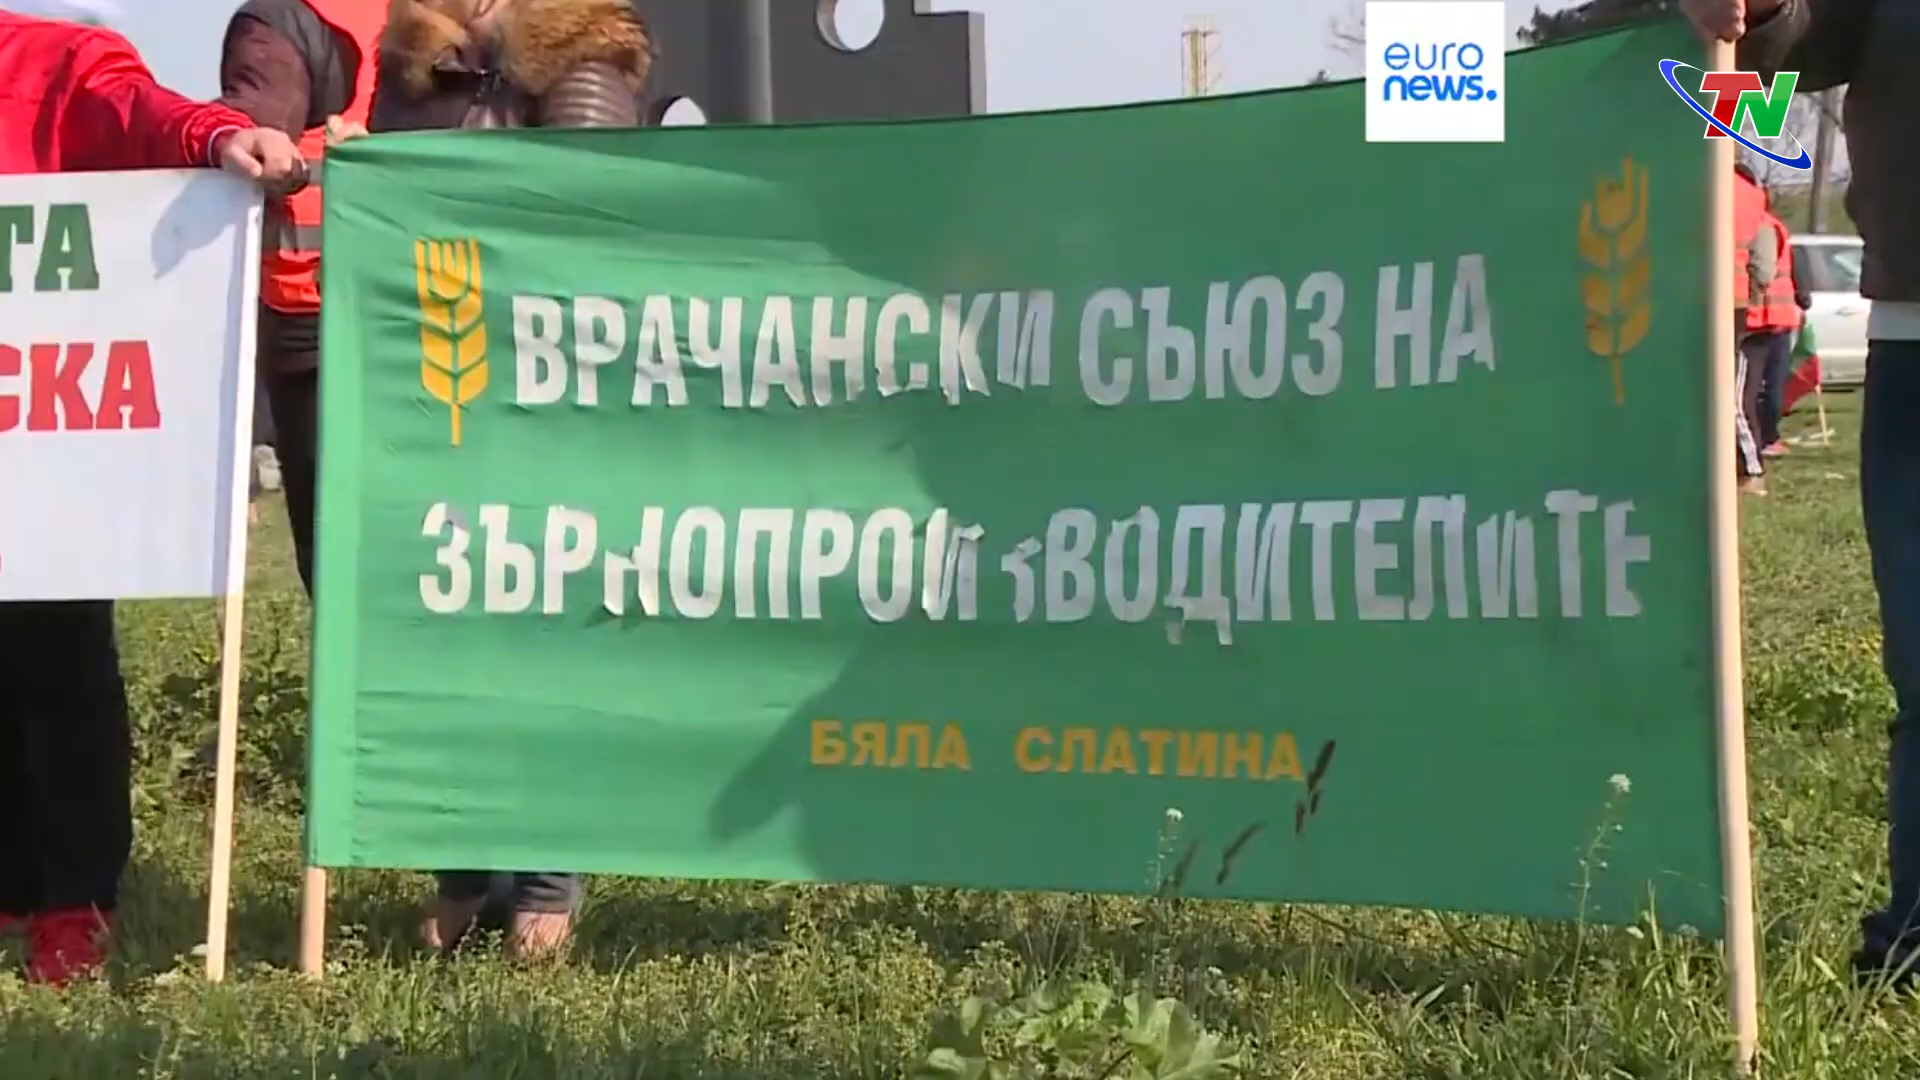 euro
news.
TN
ТА
СКА
ВРАЧАНСКИ СЪЮЗ НА
ЗЪРНОПРОИЗВОДИТЕЛИТЕ
БЯЛА СЛАТИНА